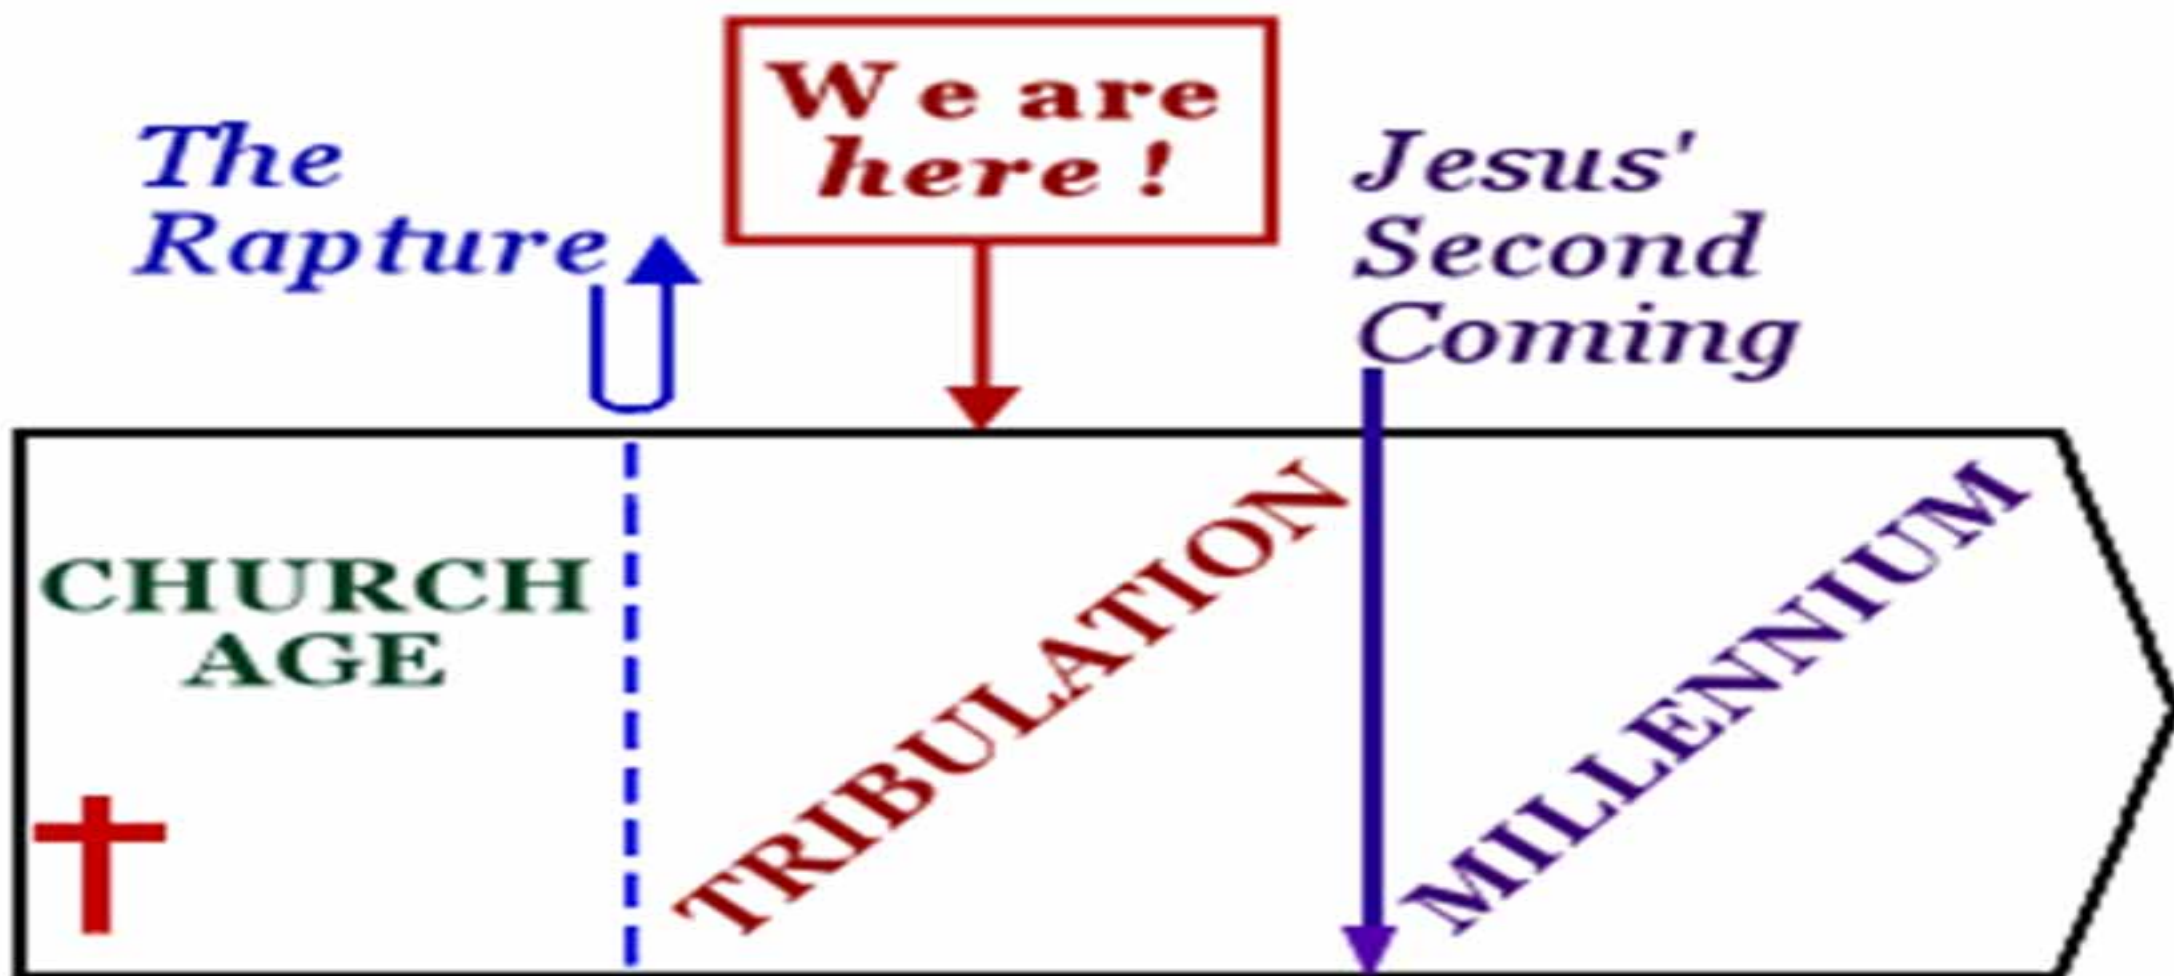 The
Rapture
We are
here !
Jesus'
Second
Coming
CHURCH
AGE
TRIBULATION
MILLENNIUM